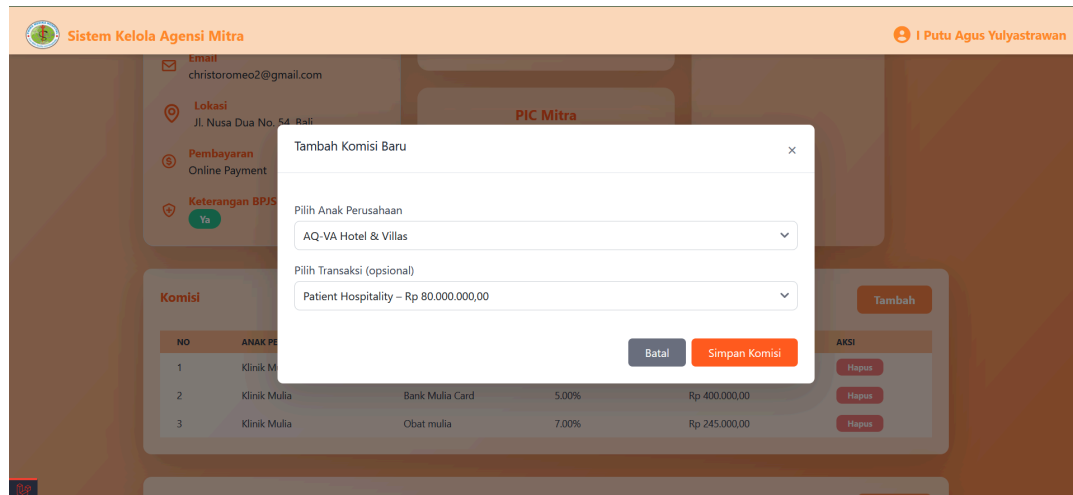 Sistem Kelola Agensi Mitra
I Putu Agus Yulyastrawan
Email
christoromeo2@gmail.com
Lokasi
Jl. Nusa Dua No. 54, Bali
Pembayaran
Online Payment
Keterangan BPJS
Ya
PIC Mitra
Tambah Komisi Baru
×
Pilih Anak Perusahaan
AQ-VA Hotel & Villas
Pilih Transaksi (opsional)
Patient Hospitality – Rp 80.000.000,00
Batal Simpan Komisi
Komisi
Tambah
NO ANAK PE AKSI
1 Klinik M Hapus
2 Klinik Mulia Bank Mulia Card 5.00% Rp 400.000,00 Hapus
3 Klinik Mulia Obat mulia 7.00% Rp 245.000,00 Hapus